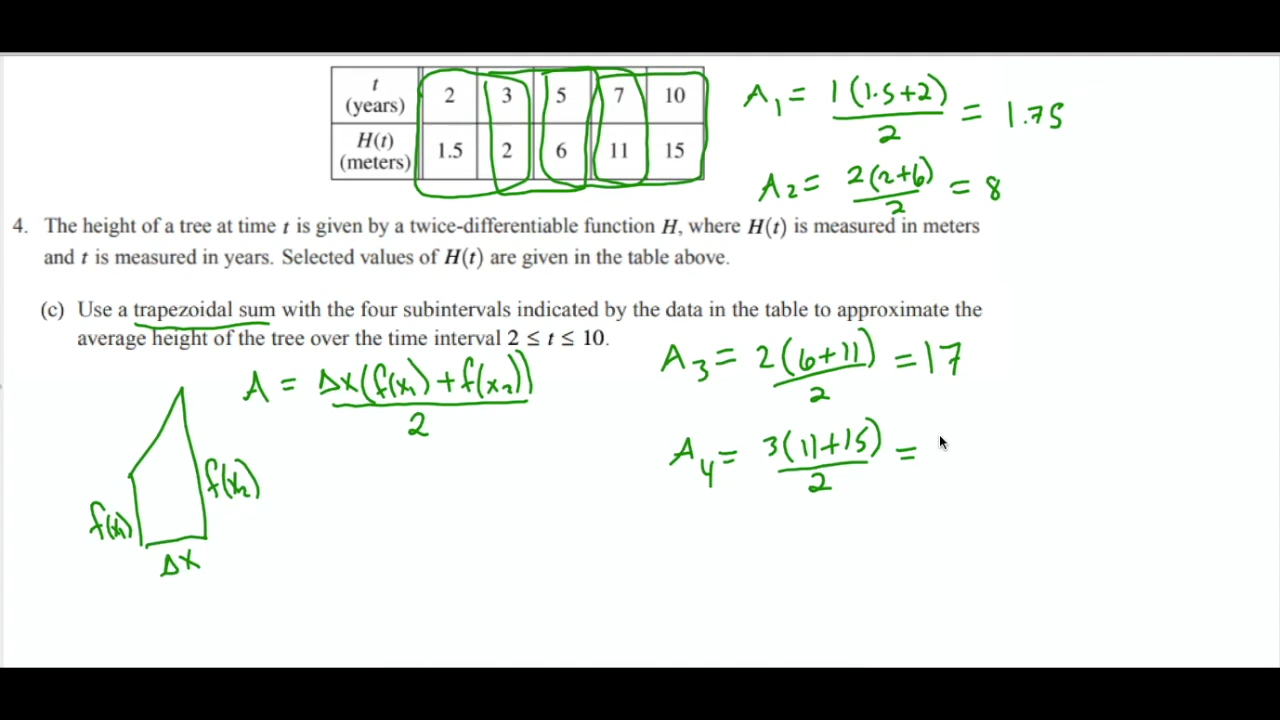 t (years) 2 3 5 7 10
H(t) (meters) 1.5 2 6 11 15
A₁ = 1(1.5+2)/2 = 1.75
A₂ = 2(2+6)/2 = 8
4. The height of a tree at time t is given by a twice-differentiable function H, where H(t) is measured in meters
and t is measured in years. Selected values of H(t) are given in the table above.
(c) Use a trapezoidal sum with the four subintervals indicated by the data in the table to approximate the
average height of the tree over the time interval 2 ≤ t ≤ 10.
A = Δx(f(x₁)+f(x₂))/2
A₃ = 2(6+11)/2 = 17
A₄ = 3(11+15)/2 =
f(x₂)
f(x₁)
Δx